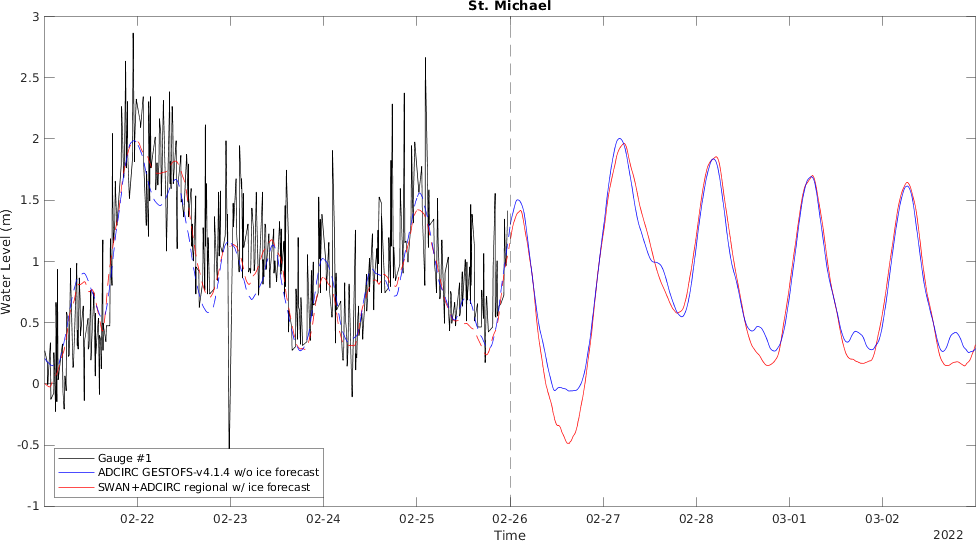 St. Michael
3
2.5
2
1.5
1
0.5
0
-0.5
-1
Water Level (m)
Gauge #1
ADCIRC GESTOFS-v4.1.4 w/o ice forecast
SWAN+ADCIRC regional w/ ice forecast
02-22 02-23 02-24 02-25 02-26 02-27 02-28 03-01 03-02
Time
2022